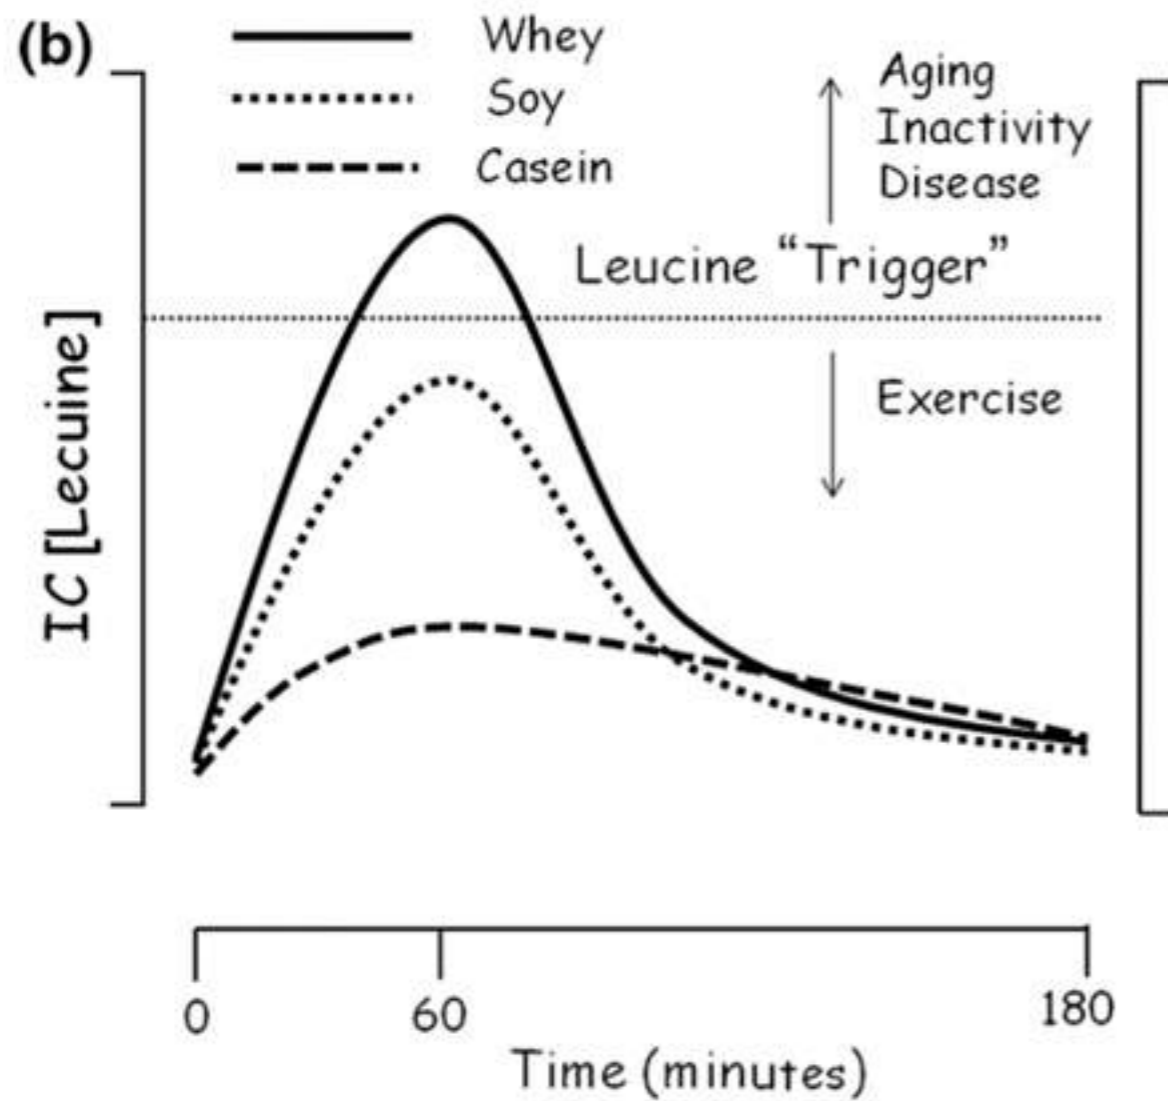 (b)
Whey
Soy
Casein
Aging
Inactivity
Disease
Leucine “Trigger”
Exercise
IC [Lecuine]
0
60
180
Time (minutes)